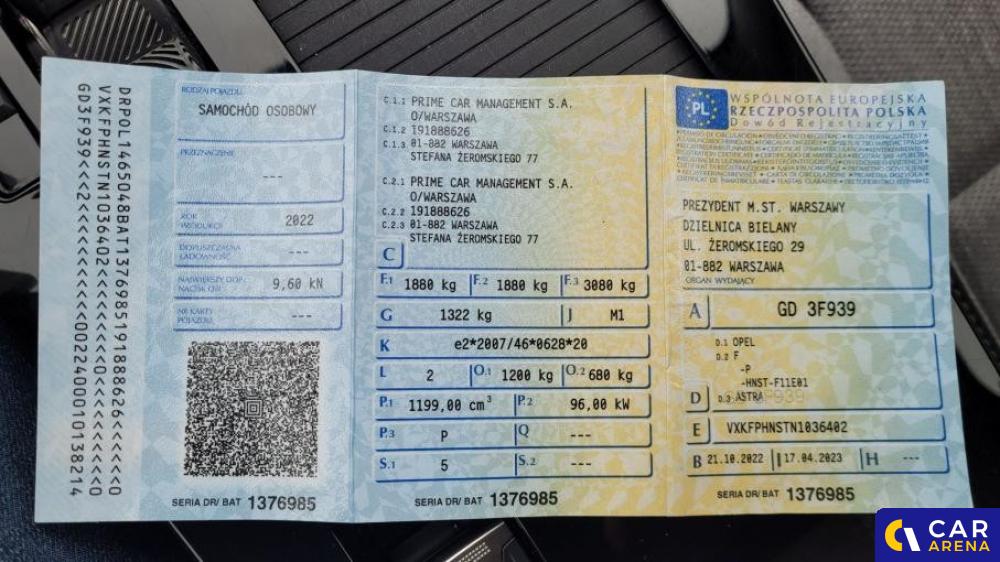 DRPOL1465048BAT1376985191888626<<<<<0
VXKFPHNSTN1036402<<<<<<<<0<<<<<<<<<<0
GD3F939<<2<<<<<<<<<<<<<0022400010138214
RODZAJ POJAZDU
SAMOCHÓD OSOBOWY
PRZEZNACZENIE
---
ROK PRODUKCJI
2022
DOPUSZCZALNA ŁADOWNOŚĆ
---
NAJWIĘKSZY DOP. NACISK OSI
9,60 kN
NR KARTY POJAZDU
---
SERIA DR/ BAT 1376985
C.1.1 PRIME CAR MANAGEMENT S.A.
O/WARSZAWA
C.1.2 191888626
C.1.3 01-882 WARSZAWA
STEFANA ŻEROMSKIEGO 77
C.2.1 PRIME CAR MANAGEMENT S.A.
O/WARSZAWA
C.2.2 191888626
C.2.3 01-882 WARSZAWA
STEFANA ŻEROMSKIEGO 77
C
F.1 1880 kg F.2 1880 kg F.3 3080 kg
G 1322 kg J M1
K e2*2007/46*0628*20
L 2 O.1 1200 kg O.2 680 kg
P.1 1199,00 cm³ P.2 96,00 kW
P.3 P Q ---
S.1 5 S.2 ---
SERIA DR/ BAT 1376985
PL
WSPÓLNOTA EUROPEJSKA
RZECZPOSPOLITA POLSKA
Dowód Rejestracyjny
PREZYDENT M.ST. WARSZAWY
DZIELNICA BIELANY
UL. ŻEROMSKIEGO 29
01-882 WARSZAWA
ORGAN WYDAJĄCY
A GD 3F939
D.1 OPEL
D.2 F
-P
-HNST-F11E01
D D.3 ASTRA
E VXKFPHNSTN1036402
B 21.10.2022 I 17.04.2023 H ---
SERIA DR/ BAT 1376985
CAR
ARENA